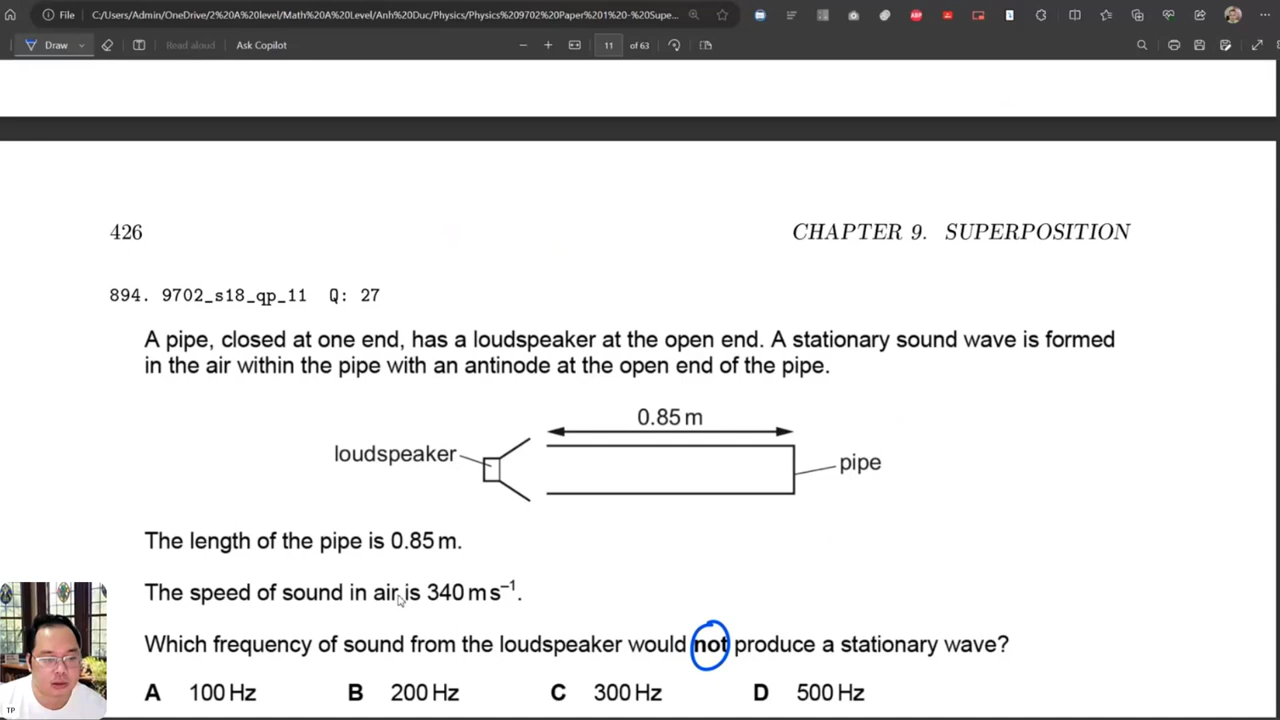 File
C:/Users/Admin/OneDrive/2%20A%20level/Math%20A%20Level/Anh%20Duc/Physics/Physics%209702%20Paper%201%20-%20Supe...
Draw
Read aloud
Ask Copilot
11 of 63
426
CHAPTER 9. SUPERPOSITION
894. 9702_s18_qp_11 Q: 27
A pipe, closed at one end, has a loudspeaker at the open end. A stationary sound wave is formed
in the air within the pipe with an antinode at the open end of the pipe.
0.85 m
loudspeaker
pipe
The length of the pipe is 0.85 m.
The speed of sound in air is 340 m s⁻¹.
Which frequency of sound from the loudspeaker would not produce a stationary wave?
A 100 Hz B 200 Hz C 300 Hz D 500 Hz
TP